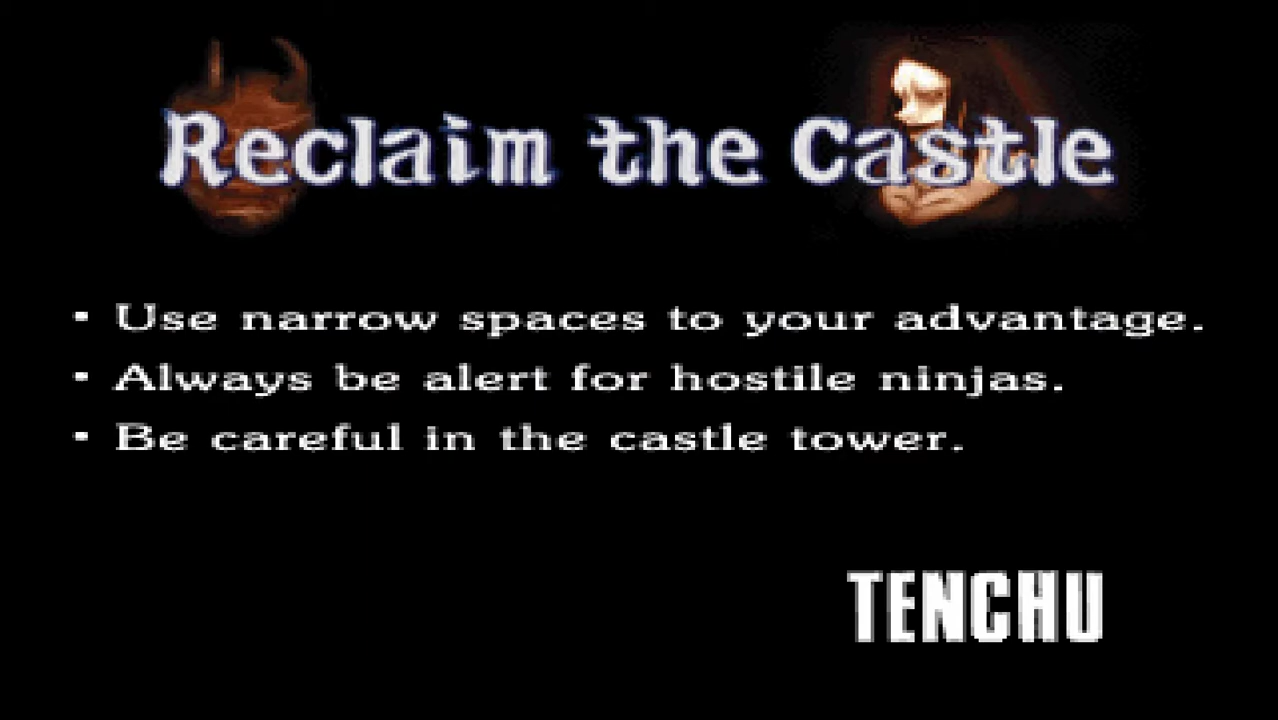 Reclaim the Castle
• Use narrow spaces to your advantage.
• Always be alert for hostile ninjas.
• Be careful in the castle tower.
TENCHU